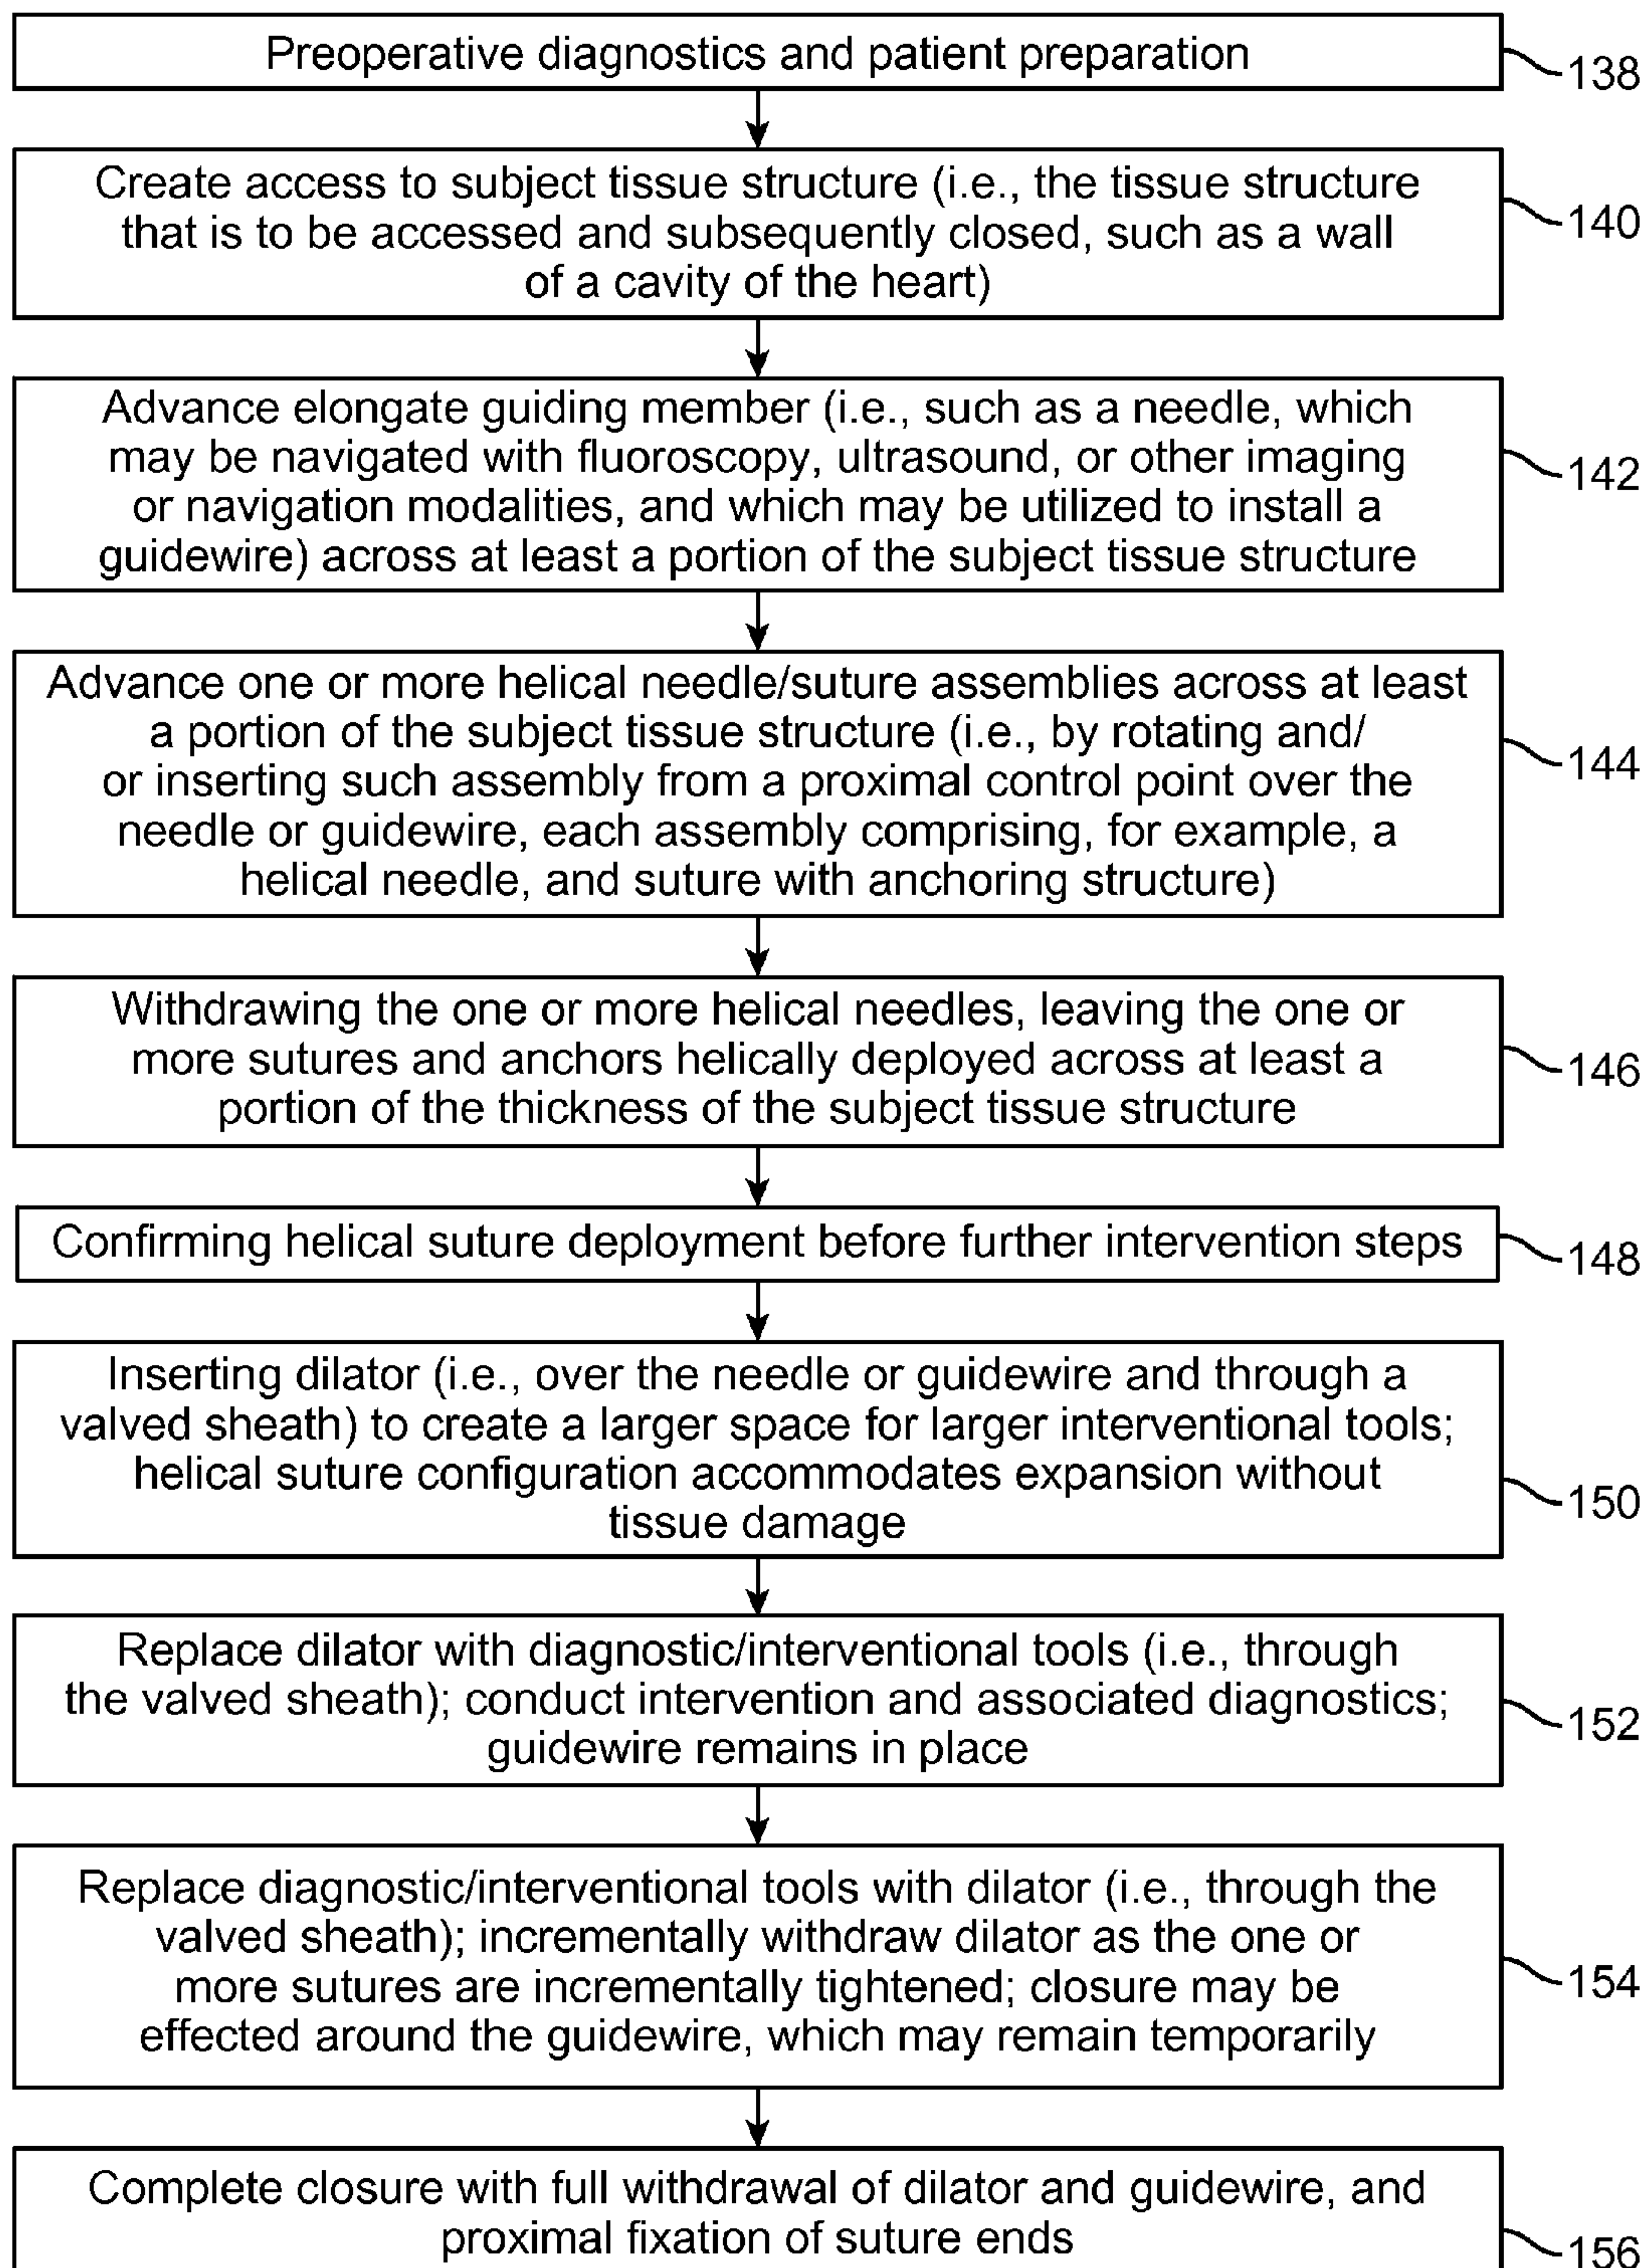 Preoperative diagnostics and patient preparation
138
Create access to subject tissue structure (i.e., the tissue structure
that is to be accessed and subsequently closed, such as a wall
of a cavity of the heart)
140
Advance elongate guiding member (i.e., such as a needle, which
may be navigated with fluoroscopy, ultrasound, or other imaging
or navigation modalities, and which may be utilized to install a
guidewire) across at least a portion of the subject tissue structure
142
Advance one or more helical needle/suture assemblies across at least
a portion of the subject tissue structure (i.e., by rotating and/
or inserting such assembly from a proximal control point over the
needle or guidewire, each assembly comprising, for example, a
helical needle, and suture with anchoring structure)
144
Withdrawing the one or more helical needles, leaving the one or
more sutures and anchors helically deployed across at least a
portion of the thickness of the subject tissue structure
146
Confirming helical suture deployment before further intervention steps
148
Inserting dilator (i.e., over the needle or guidewire and through a
valved sheath) to create a larger space for larger interventional tools;
helical suture configuration accommodates expansion without
tissue damage
150
Replace dilator with diagnostic/interventional tools (i.e., through
the valved sheath); conduct intervention and associated diagnostics;
guidewire remains in place
152
Replace diagnostic/interventional tools with dilator (i.e., through the
valved sheath); incrementally withdraw dilator as the one or
more sutures are incrementally tightened; closure may be
effected around the guidewire, which may remain temporarily
154
Complete closure with full withdrawal of dilator and guidewire, and
proximal fixation of suture ends
156